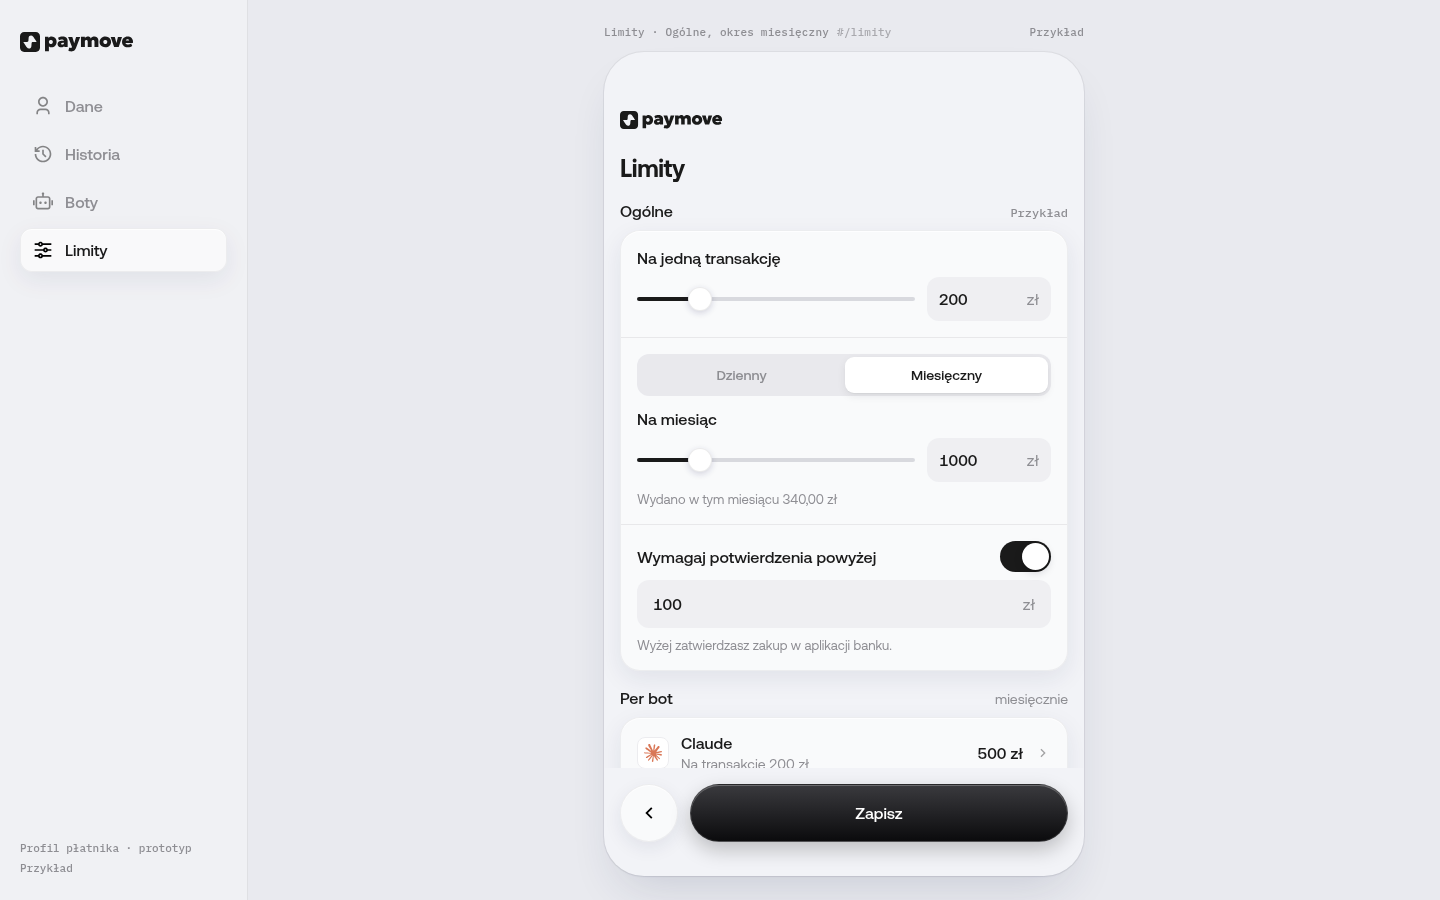 paymove
Dane
Historia
Boty
Limity
Profil płatnika · prototyp
Przykład
Limity · Ogólne, okres miesięczny #/limity
Przykład
paymove
Limity
Ogólne
Przykład
Na jedną transakcję
200 zł
Dzienny
Miesięczny
Na miesiąc
1000 zł
Wydano w tym miesiącu 340,00 zł
Wymagaj potwierdzenia powyżej
100 zł
Wyżej zatwierdzasz zakup w aplikacji banku.
Per bot
miesięcznie
Claude
500 zł
Na transakcję 200 zł
Zapisz